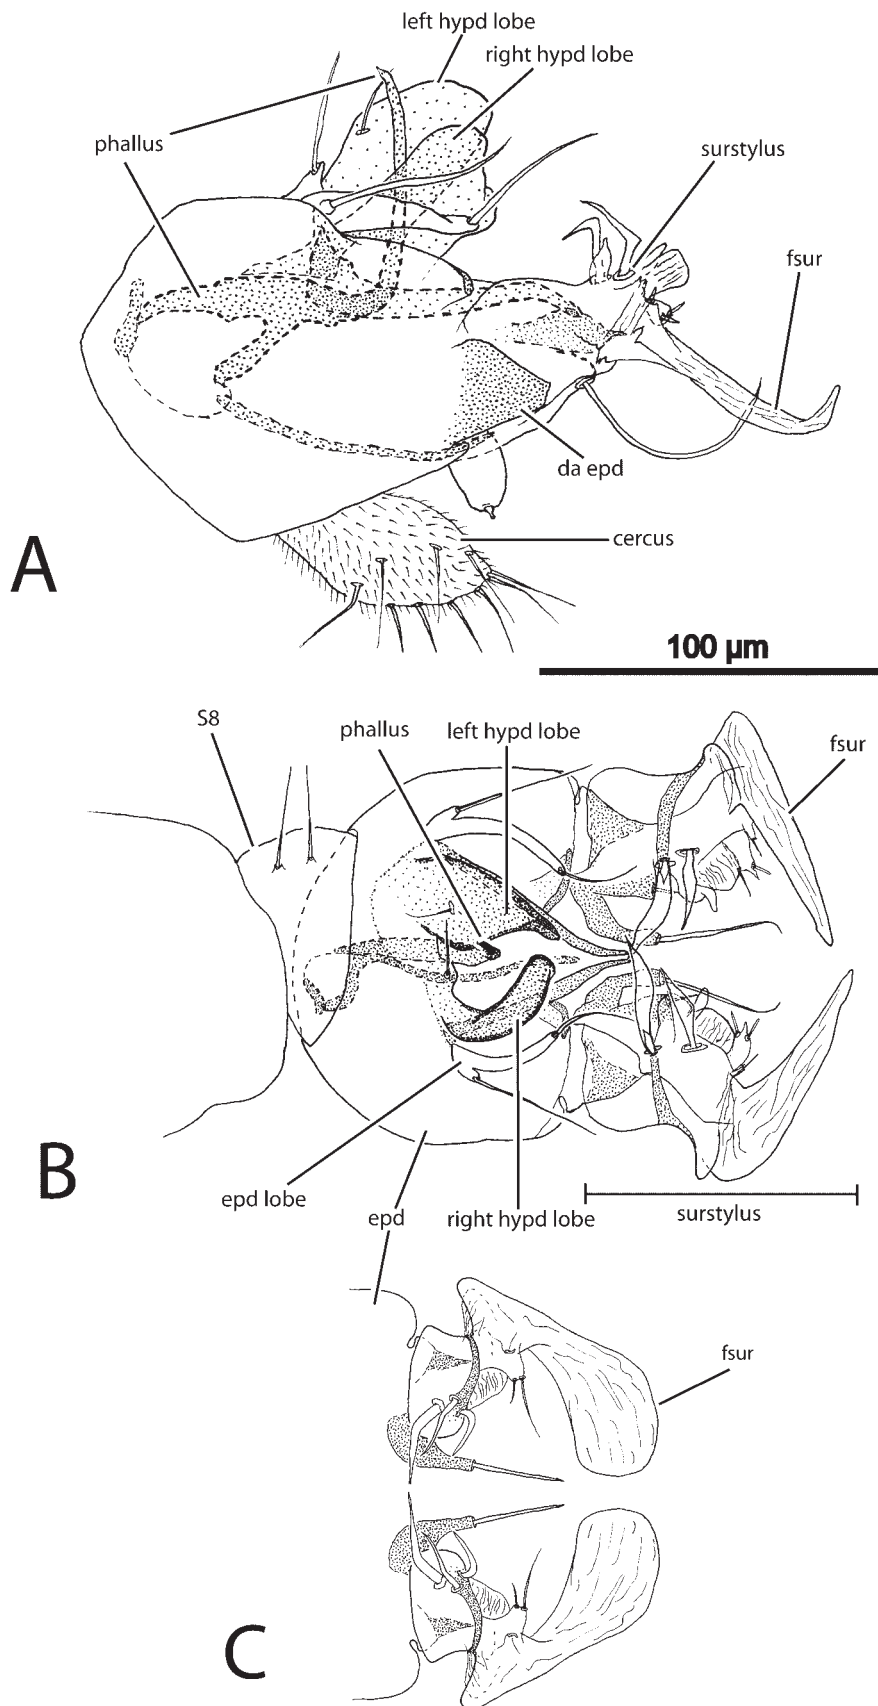 left hypd lobe
right hypd lobe
phallus
surstylus
fsur
da epd
cercus
A
100 µm
S8
phallus
left hypd lobe
fsur
B
epd lobe
epd
right hypd lobe
surstylus
fsur
C